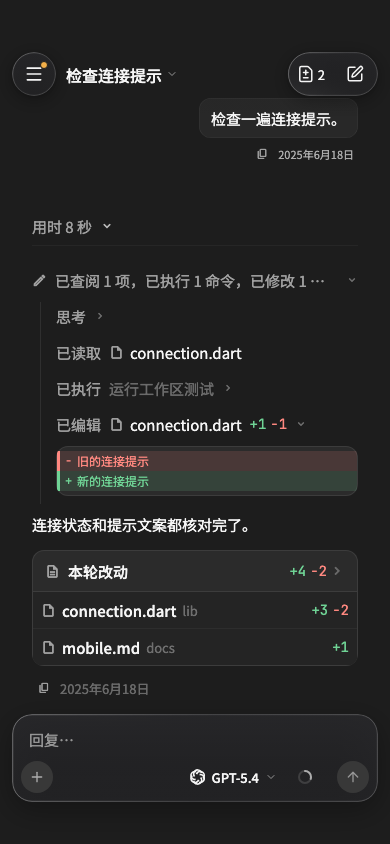 检查连接提示
2
检查一遍连接提示。
2025年6月18日
用时 8 秒
已查阅 1 项，已执行 1 命令，已修改 1 …
思考
已读取 connection.dart
已执行 运行工作区测试
已编辑 connection.dart +1 -1
- 旧的连接提示
+ 新的连接提示
连接状态和提示文案都核对完了。
本轮改动 +4 -2
connection.dart lib +3 -2
mobile.md docs +1
2025年6月18日
回复…
GPT-5.4